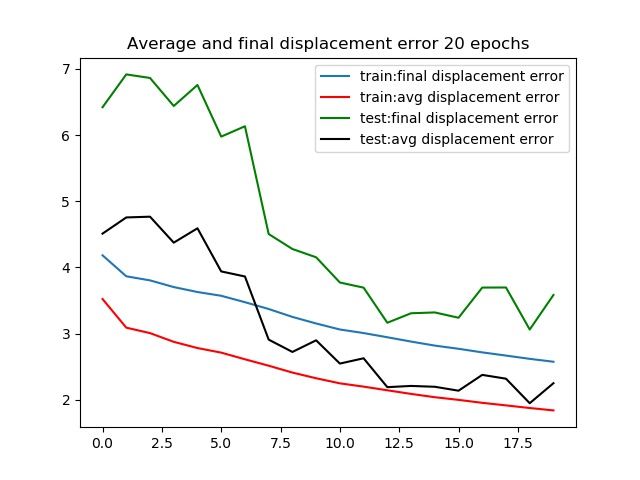 Average and final displacement error 20 epochs
train:final displacement error
train:avg displacement error
test:final displacement error
test:avg displacement error
7
6
5
4
3
2
0.0 2.5 5.0 7.5 10.0 12.5 15.0 17.5